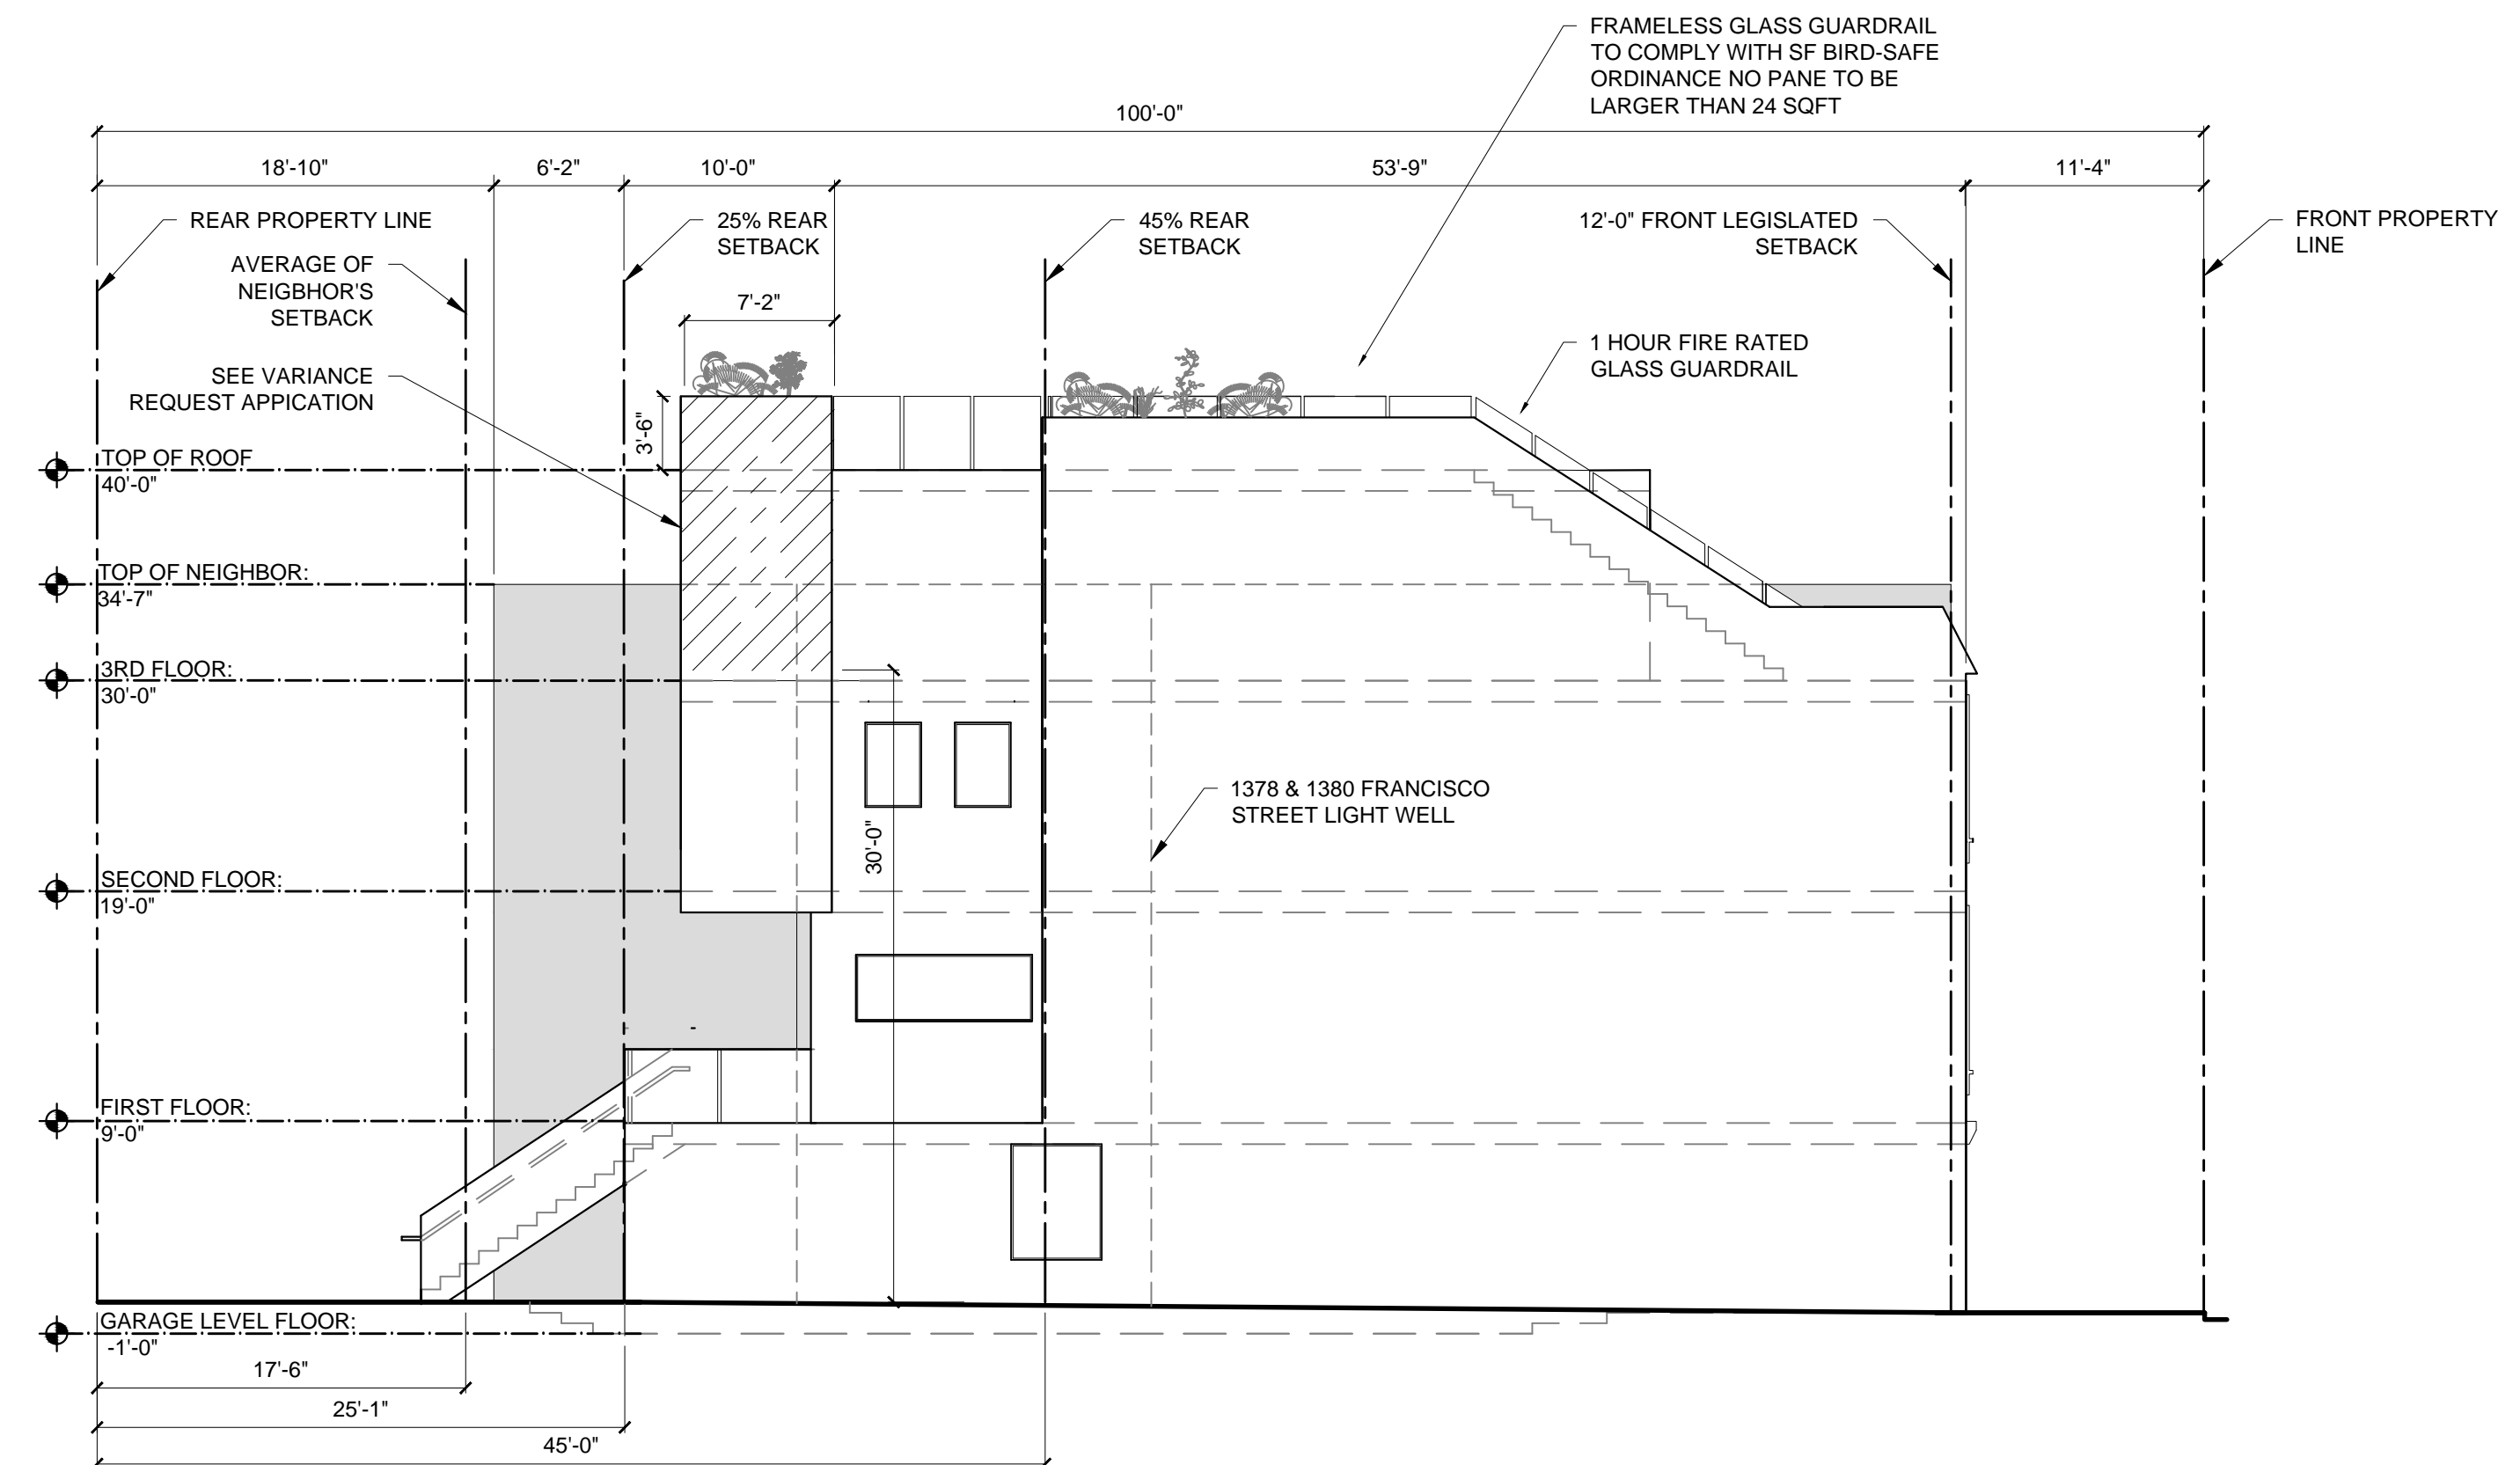 FRAMELESS GLASS GUARDRAIL
TO COMPLY WITH SF BIRD-SAFE
ORDINANCE NO PANE TO BE
LARGER THAN 24 SQFT
100'-0"
18'-10"
6'-2"
10'-0"
53'-9"
11'-4"
REAR PROPERTY LINE
25% REAR
SETBACK
45% REAR
SETBACK
12'-0" FRONT LEGISLATED
SETBACK
FRONT PROPERTY
LINE
AVERAGE OF
NEIGBHOR'S
SETBACK
7'-2"
1 HOUR FIRE RATED
GLASS GUARDRAIL
SEE VARIANCE
REQUEST APPICATION
3'-6"
TOP OF ROOF
40'-0"
TOP OF NEIGHBOR:
34'-7"
3RD FLOOR:
30'-0"
1378 & 1380 FRANCISCO
STREET LIGHT WELL
30'-0"
SECOND FLOOR:
19'-0"
FIRST FLOOR:
9'-0"
GARAGE LEVEL FLOOR:
-1'-0"
17'-6"
25'-1"
45'-0"